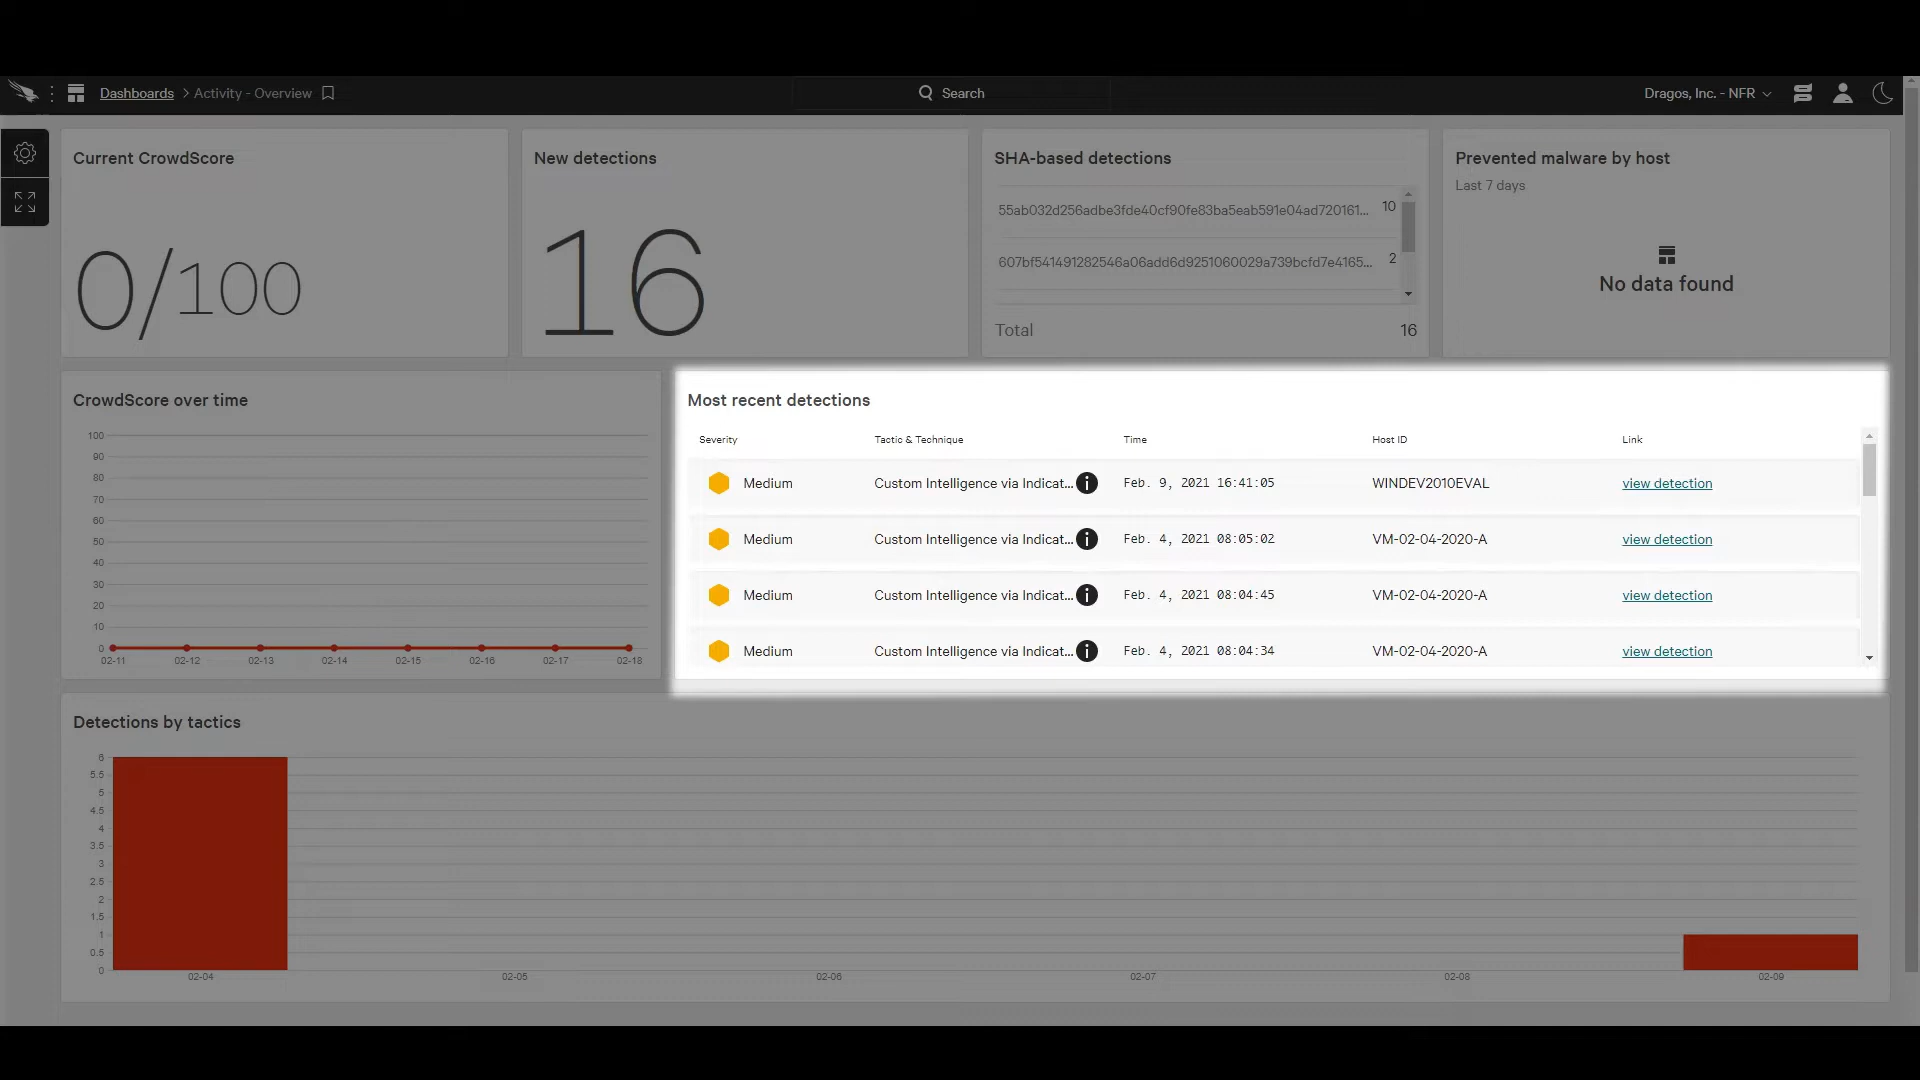 Dashboards > Activity - Overview
Search
Dragos, Inc. - NFR
Current CrowdScore
0/100
New detections
16
SHA-based detections
55ab032d256adbe3fde40cf90fe83ba5eab591e04ad720161... 10
607bf541491282546a06add6d9251060029a739bcfd7e4165... 2
Total 16
Prevented malware by host
Last 7 days
No data found
CrowdScore over time
100
90
80
70
60
50
40
30
20
10
0
02-11 02-12 02-13 02-14 02-15 02-16 02-17 02-18
Most recent detections
Severity Tactic & Technique Time Host ID Link
Medium Custom Intelligence via Indicat... i Feb. 9, 2021 16:41:05 WINDEV2010EVAL view detection
Medium Custom Intelligence via Indicat... i Feb. 4, 2021 08:05:02 VM-02-04-2020-A view detection
Medium Custom Intelligence via Indicat... i Feb. 4, 2021 08:04:45 VM-02-04-2020-A view detection
Medium Custom Intelligence via Indicat... i Feb. 4, 2021 08:04:34 VM-02-04-2020-A view detection
Detections by tactics
6
5.5
5
4.5
4
3.5
3
2.5
2
1.5
1
0.5
0
02-04 02-05 02-06 02-07 02-08 02-09